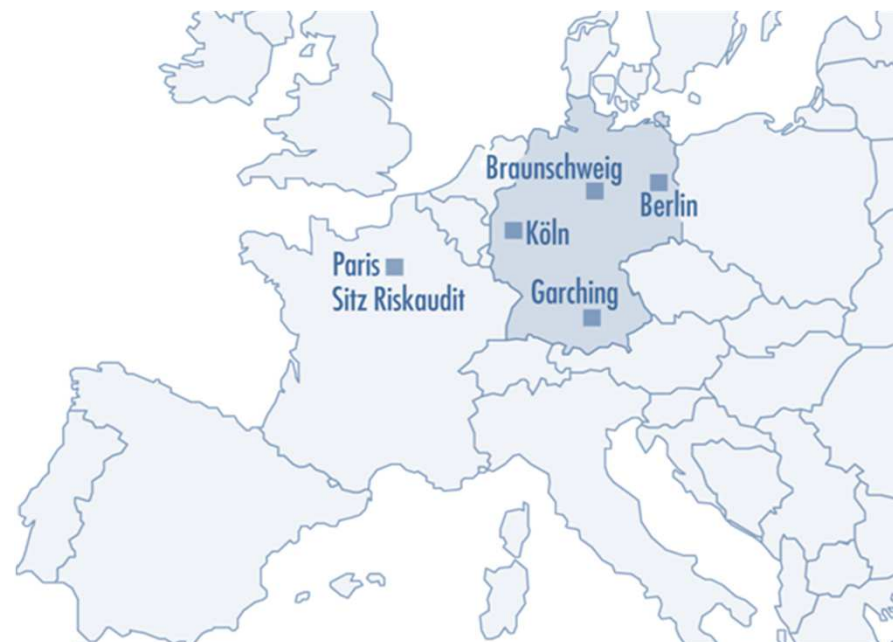 Braunschweig
Berlin
Köln
Paris
Sitz Riskaudit
Garching